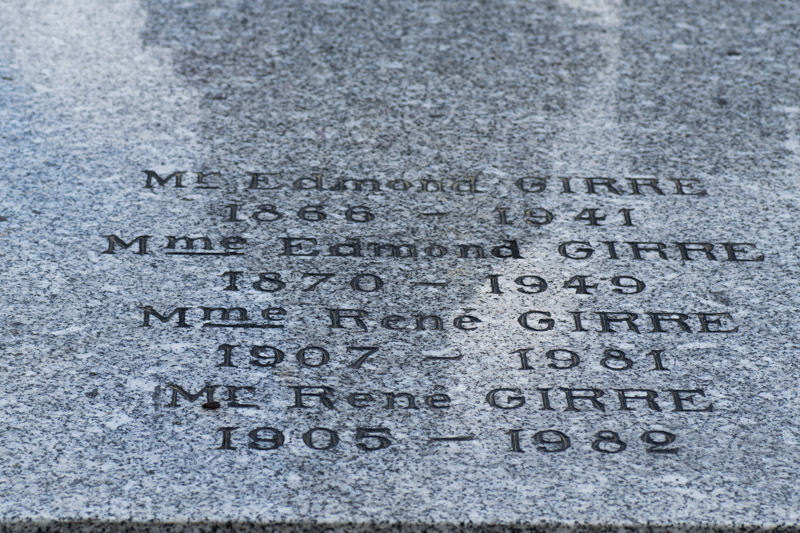 Mr Edmond GIRRE
1866 - 1941
Mme Edmond GIRRE
1870 - 1949
Mme René GIRRE
1907 - 1981
Mr René GIRRE
1905 - 1982